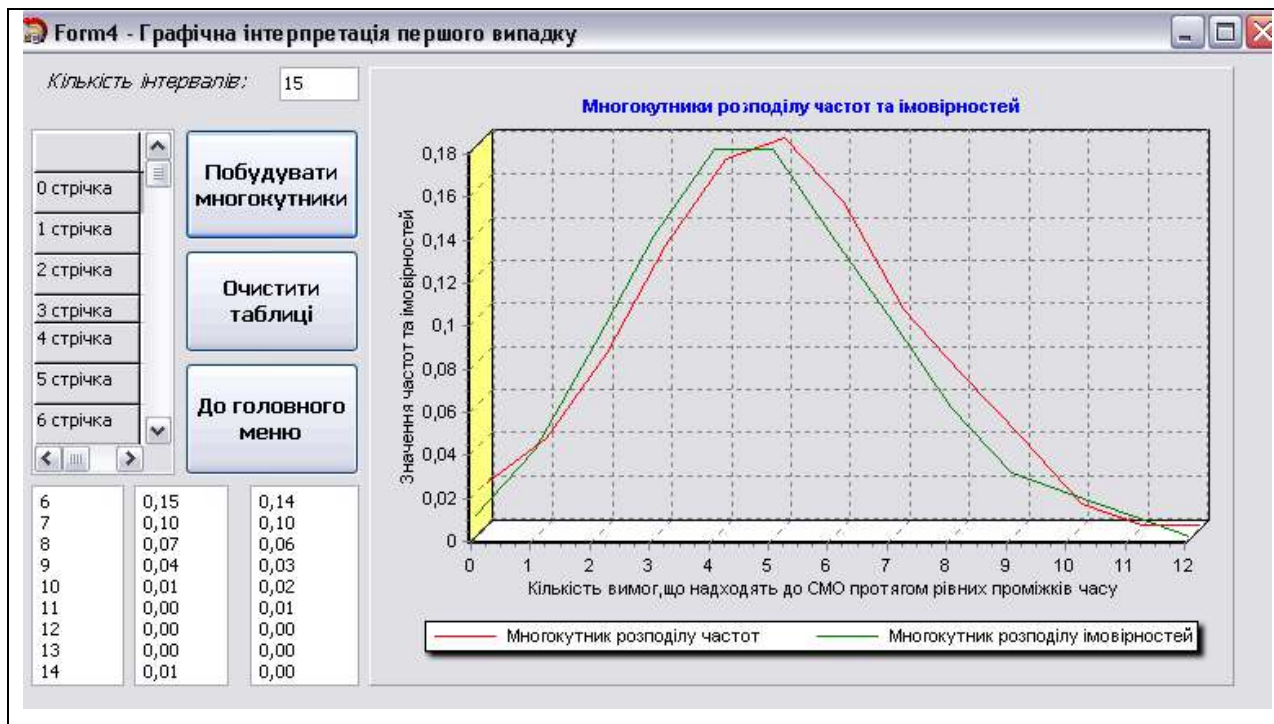 Form4 - Графічна інтерпретація першого випадку
Кількість інтервалів:
15
0 стрічка
1 стрічка
2 стрічка
3 стрічка
4 стрічка
5 стрічка
6 стрічка
Побудувати
многокутники
Очистити
таблиці
До головного
меню
6 0,15 0,14
7 0,10 0,10
8 0,07 0,06
9 0,04 0,03
10 0,01 0,02
11 0,00 0,01
12 0,00 0,00
13 0,00 0,00
14 0,01 0,00
Многокутники розподілу частот та імовірностей
Значення частот та імовірностей
0,18
0,16
0,14
0,12
0,1
0,08
0,06
0,04
0,02
0
0 1 2 3 4 5 6 7 8 9 10 11 12
Кількість вимог,що надходять до СМО протягом рівних проміжків часу
Многокутник розподілу частот
Многокутник розподілу імовірностей